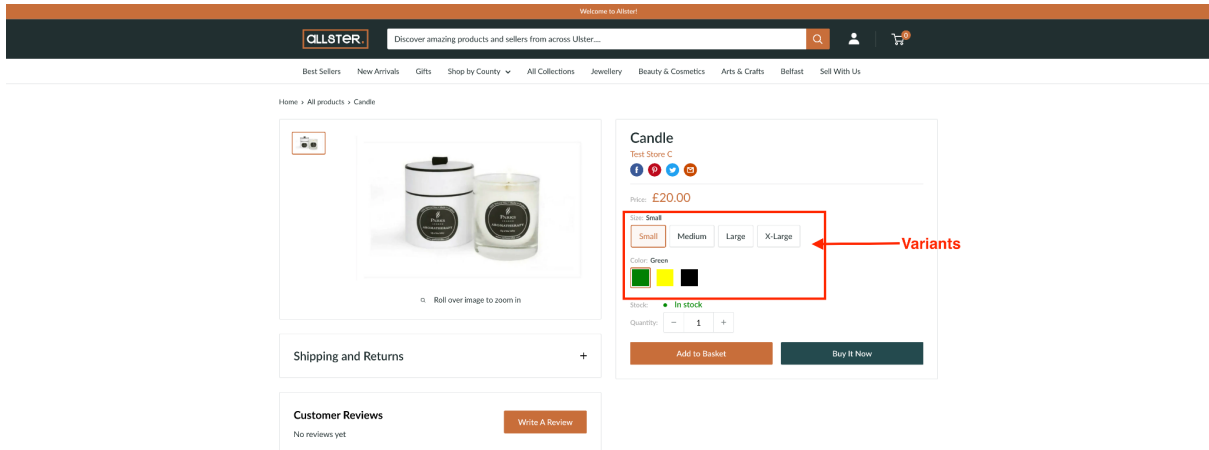 Welcome to Allster!
ALLSTER.
Discover amazing products and sellers from across Ulster....
0
Best Sellers New Arrivals Gifts Shop by County All Collections Jewellery Beauty & Cosmetics Arts & Crafts Belfast Sell With Us
Home › All products › Candle
Candle
Test Store C
Price: £20.00
Size: Small
Small Medium Large X-Large
Variants
Color: Green
PARKS
AROMATHERAPY
Roll over image to zoom in
Stock: In stock
Quantity: − 1 +
Add to Basket Buy It Now
Shipping and Returns +
Customer Reviews
Write A Review
No reviews yet